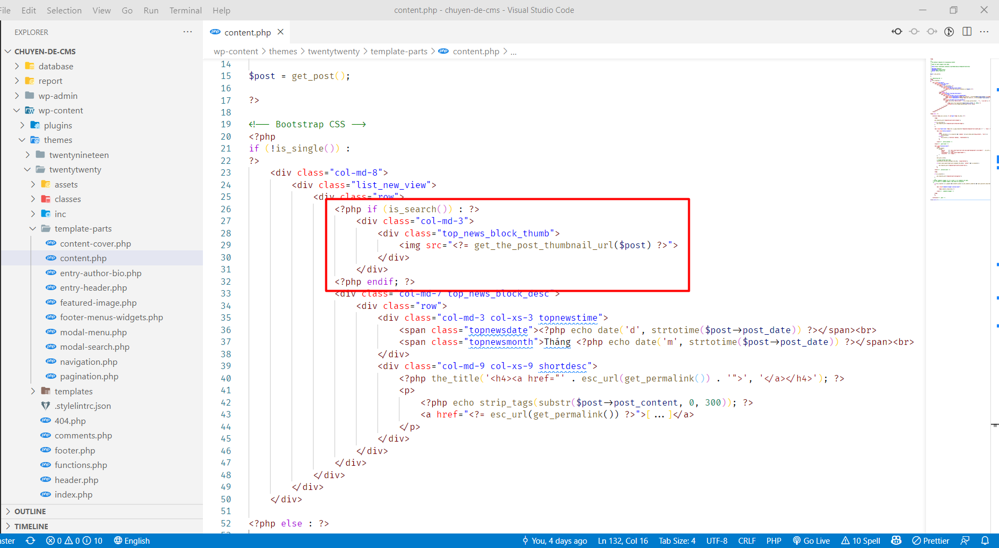 File Edit Selection View Go Run Terminal Help
content.php - chuyen-de-cms - Visual Studio Code
EXPLORER
CHUYEN-DE-CMS
database
report
wp-admin
wp-content
plugins
themes
twentynineteen
twentytwenty
assets
classes
inc
template-parts
content-cover.php
content.php
entry-author-bio.php
entry-header.php
featured-image.php
footer-menus-widgets.php
modal-menu.php
modal-search.php
navigation.php
pagination.php
templates
.stylelintrc.json
404.php
comments.php
footer.php
functions.php
header.php
index.php
OUTLINE
TIMELINE
content.php
wp-content > themes > twentytwenty > template-parts > content.php > ...
14
15 $post = get_post();
16
17 ?>
18
19 <!-- Bootstrap CSS -->
20 <?php
21 if (!is_single()) :
22 ?>
23 <div class="col-md-8">
24 <div class="list_new_view">
25 <div class="row">
26 <?php if (is_search()) : ?>
27 <div class="col-md-3">
28 <div class="top_news_block_thumb">
29 <img src="<?= get_the_post_thumbnail_url($post) ?>">
30 </div>
31 </div>
32 <?php endif; ?>
33 <div class="col-md-7 top_news_block_desc">
34 <div class="row">
35 <div class="col-md-3 col-xs-3 topnewstime">
36 <span class="topnewsdate"><?php echo date('d', strtotime($post->post_date)) ?></span><br>
37 <span class="topnewsmonth">Tháng <?php echo date('m', strtotime($post->post_date)) ?></span><br>
38 </div>
39 <div class="col-md-9 col-xs-9 shortdesc">
40 <?php the_title('<h4><a href="' . esc_url(get_permalink()) . '">', '</a></h4>'); ?>
41 <p>
42 <?php echo strip_tags(substr($post->post_content, 0, 300)); ?>
43 <a href="<?= esc_url(get_permalink()) ?>">[...]</a>
44 </p>
45 </div>
46 </div>
47 </div>
48 </div>
49 </div>
50 </div>
51
52 <?php else : ?>
aster 0 0 10 English You, 4 days ago Ln 132, Col 16 Tab Size: 4 UTF-8 CRLF PHP Go Live 10 Spell Prettier